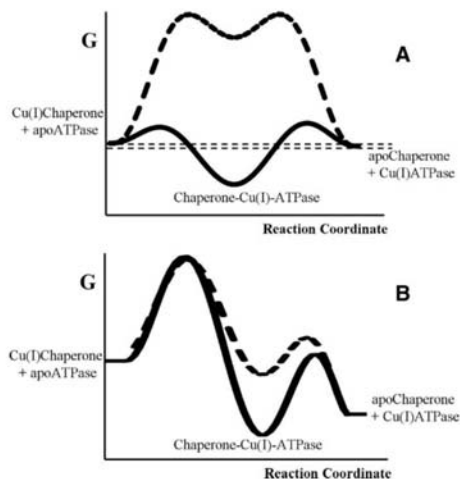 G
A
Cu(I)Chaperone
+ apoATPase
apoChaperone
+ Cu(I)ATPase
Chaperone-Cu(I)-ATPase
Reaction Coordinate
G
B
Cu(I)Chaperone
+ apoATPase
apoChaperone
+ Cu(I)ATPase
Chaperone-Cu(I)-ATPase
Reaction Coordinate